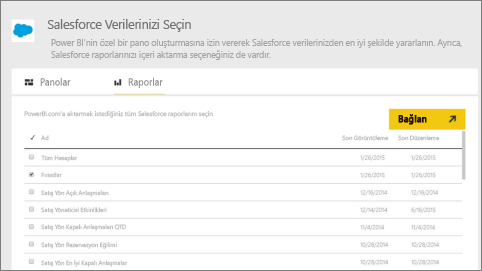 Salesforce Verilerinizi Seçin
Power BI'nin özel bir pano oluşturmasına izin vererek Salesforce verilerinizden en iyi şekilde yararlanın. Ayrıca,
Salesforce raporlarınızı içeri aktarma seçeneğiniz de vardır.
Panolar Raporlar
PowerBI.com'a aktarmak istediğiniz tüm Salesforce raporlarını seçin
Bağlan
Ad Son Görüntüleme Son Düzenleme
Tüm Hesaplar 1/26/2015 1/26/2015
Fırsatlar 1/26/2015 1/26/2015
Satış Yön Açık Anlaşmaları 12/16/2014 12/16/2014
Satış Yöneticisi Etkinlikleri 12/14/2014 6/16/2015
Satış Yön Kapalı Anlaşmaları QTD 11/4/2014 11/4/2014
Satış Yön Rezervasyon Eğilimi 10/28/2014 10/28/2014
Satış Yön En İyi Kapalı Anlaşmalar 10/28/2014 10/28/2014